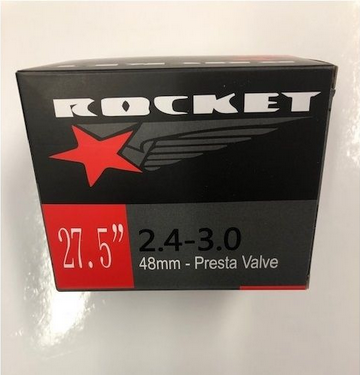 ROCKET
27.5"
2.4-3.0
48mm - Presta Valve